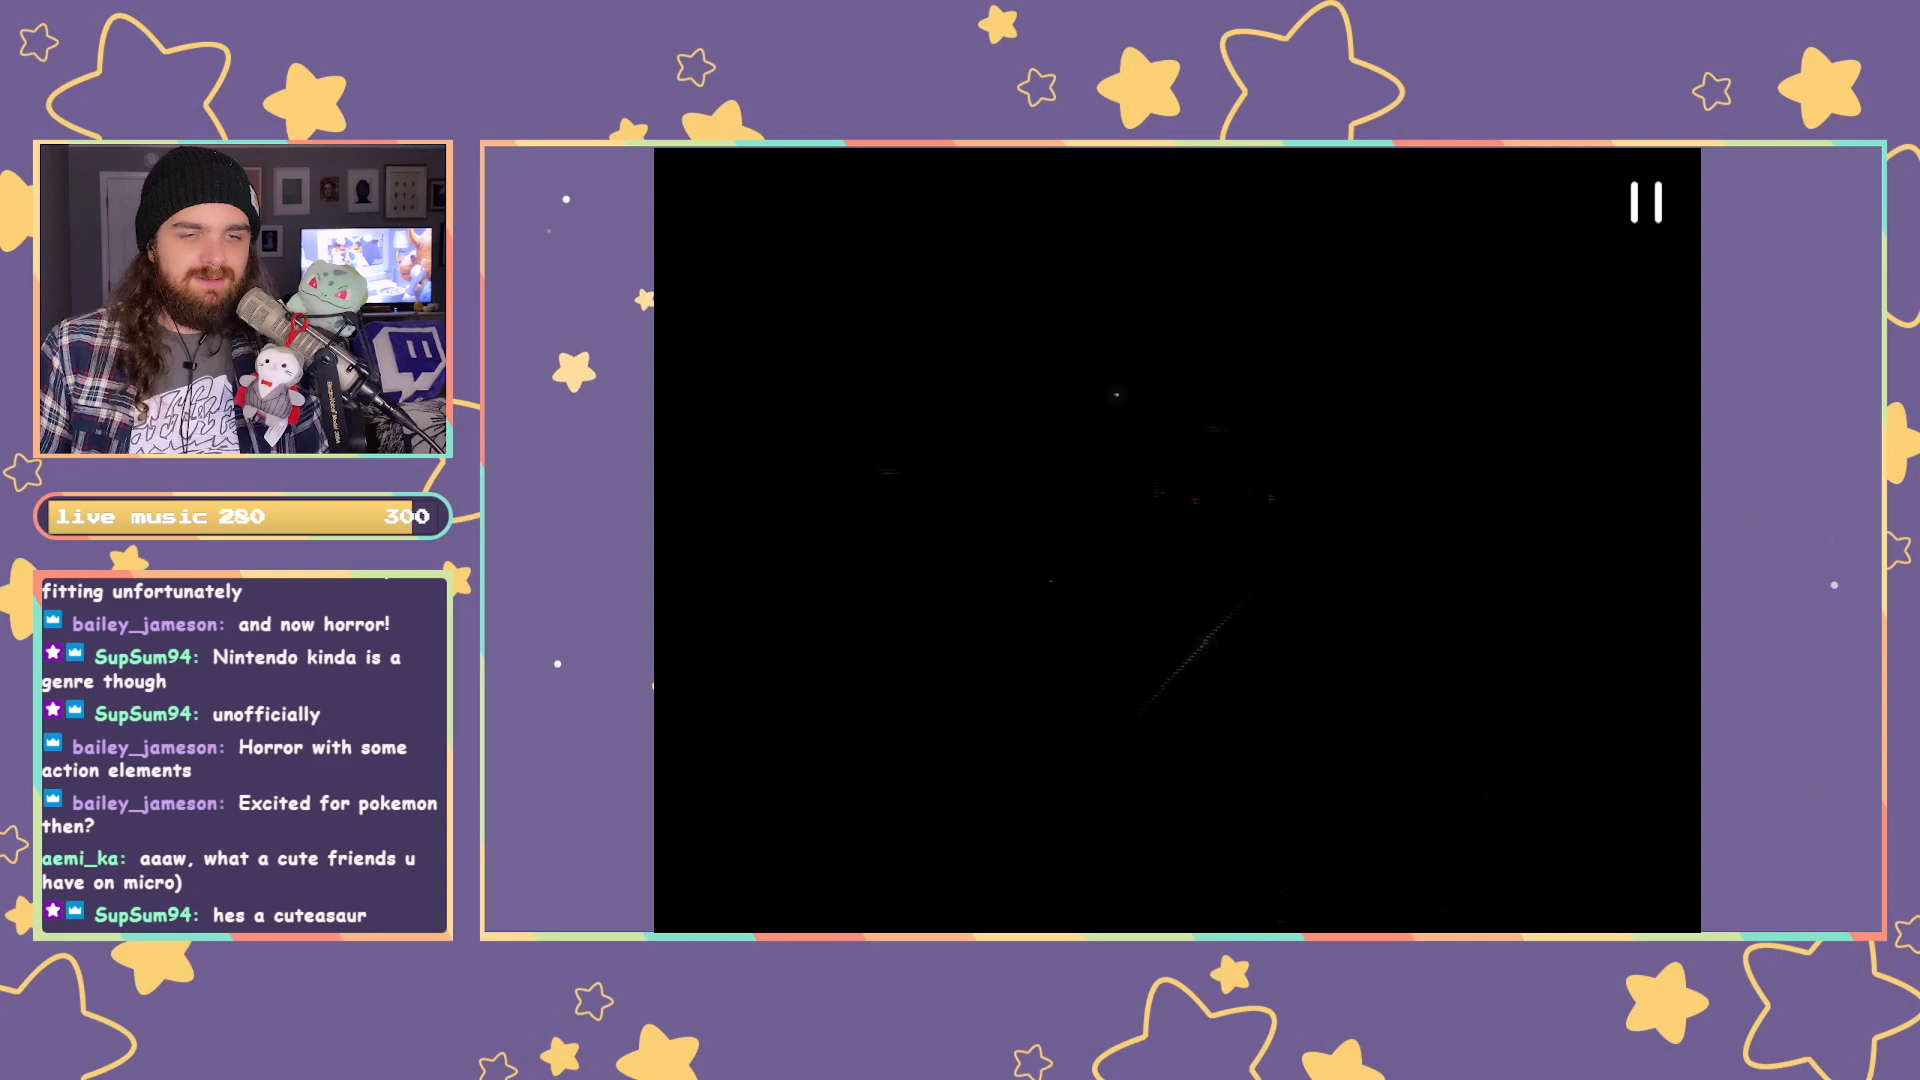 live music 280 300
fitting unfortunately
bailey_jameson: and now horror!
SupSum94: Nintendo kinda is a
genre though
SupSum94: unofficially
bailey_jameson: Horror with some
action elements
bailey_jameson: Excited for pokemon
then?
aemi_ka: aaaw, what a cute friends u
have on micro)
SupSum94: hes a cuteasaur